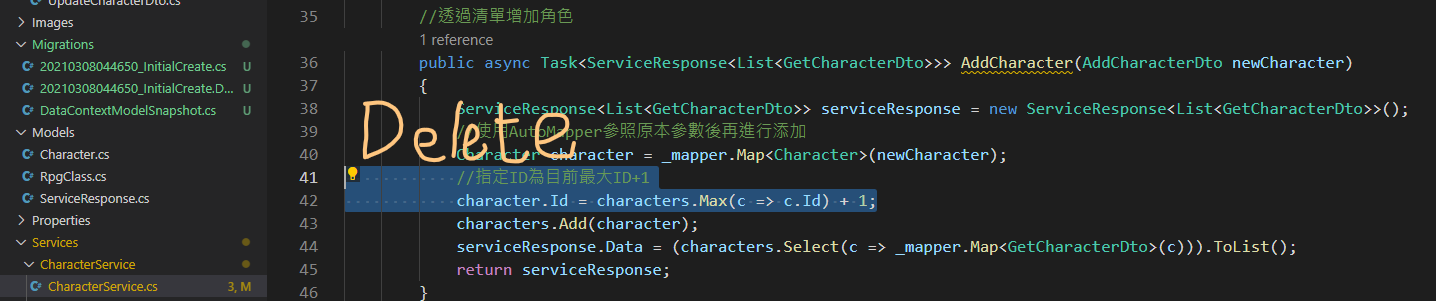 UpdateCharacterDto.cs
Images
Migrations
20210308044650_InitialCreate.cs U
20210308044650_InitialCreate.D... U
DataContextModelSnapshot.cs U
Models
Character.cs
RpgClass.cs
ServiceResponse.cs
Properties
Services
CharacterService
CharacterService.cs 3, M
35 //透過清單增加角色
1 reference
36 public async Task<ServiceResponse<List<GetCharacterDto>>> AddCharacter(AddCharacterDto newCharacter)
37 {
38 ServiceResponse<List<GetCharacterDto>> serviceResponse = new ServiceResponse<List<GetCharacterDto>>();
Delete
39 //使用AutoMapper參照原本參數後再進行添加
40 Character character = _mapper.Map<Character>(newCharacter);
41 //指定ID為目前最大ID+1
42 character.Id = characters.Max(c => c.Id) + 1;
43 characters.Add(character);
44 serviceResponse.Data = (characters.Select(c => _mapper.Map<GetCharacterDto>(c))).ToList();
45 return serviceResponse;
46 }